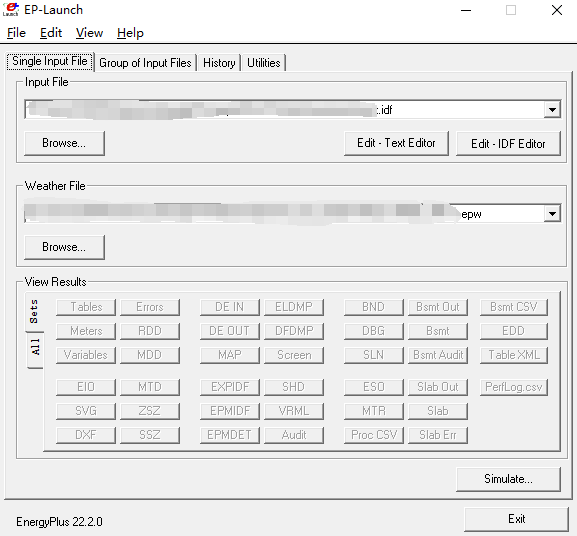 EP-Launch
File Edit View Help
Single Input File Group of Input Files History Utilities
Input File
.idf
Browse... Edit - Text Editor Edit - IDF Editor
Weather File
epw
Browse...
View Results
Sets
All
Tables Errors DE IN ELDMP BND Bsmt Out Bsmt CSV
Meters RDD DE OUT DFDMP DBG Bsmt EDD
Variables MDD MAP Screen SLN Bsmt Audit Table XML
EIO MTD EXPIDF SHD ESO Slab Out PerfLog.csv
SVG ZSZ EPMIDF VRML MTR Slab
DXF SSZ EPMDET Audit Proc CSV Slab Err
Simulate...
EnergyPlus 22.2.0
Exit